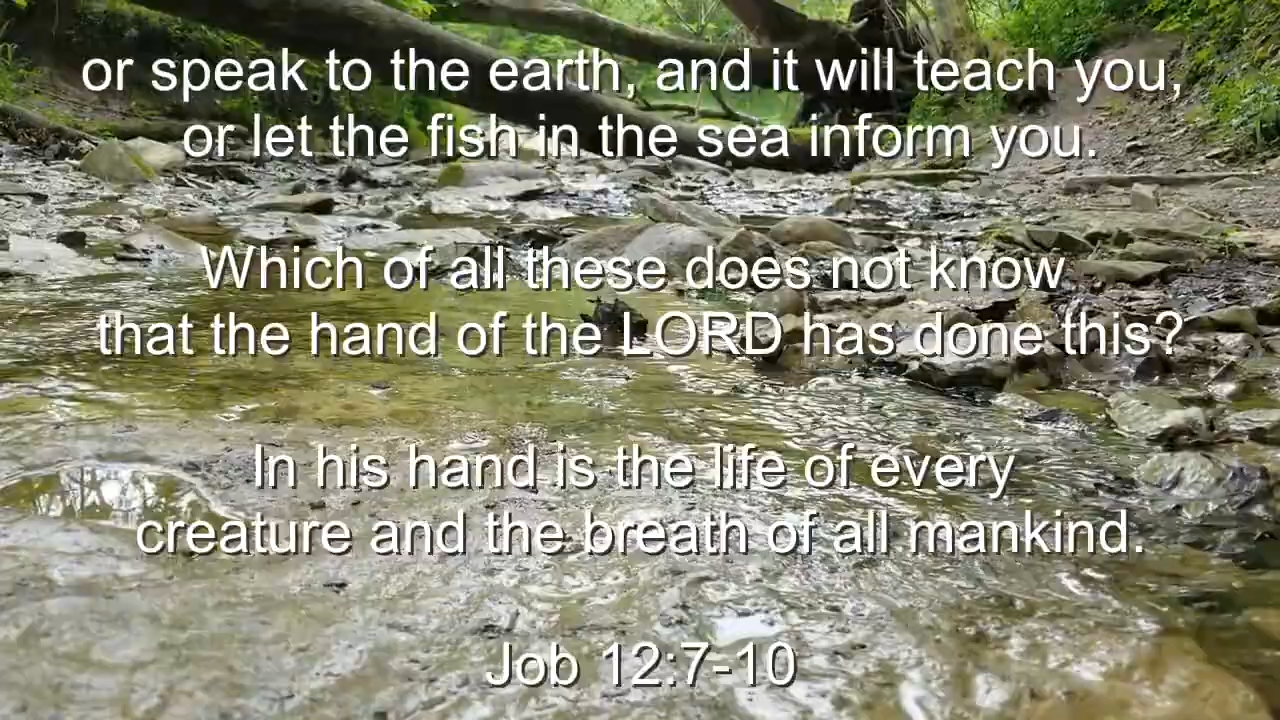 or speak to the earth, and it will teach you,
or let the fish in the sea inform you.
Which of all these does not know
that the hand of the LORD has done this?
In his hand is the life of every
creature and the breath of all mankind.
Job 12:7-10